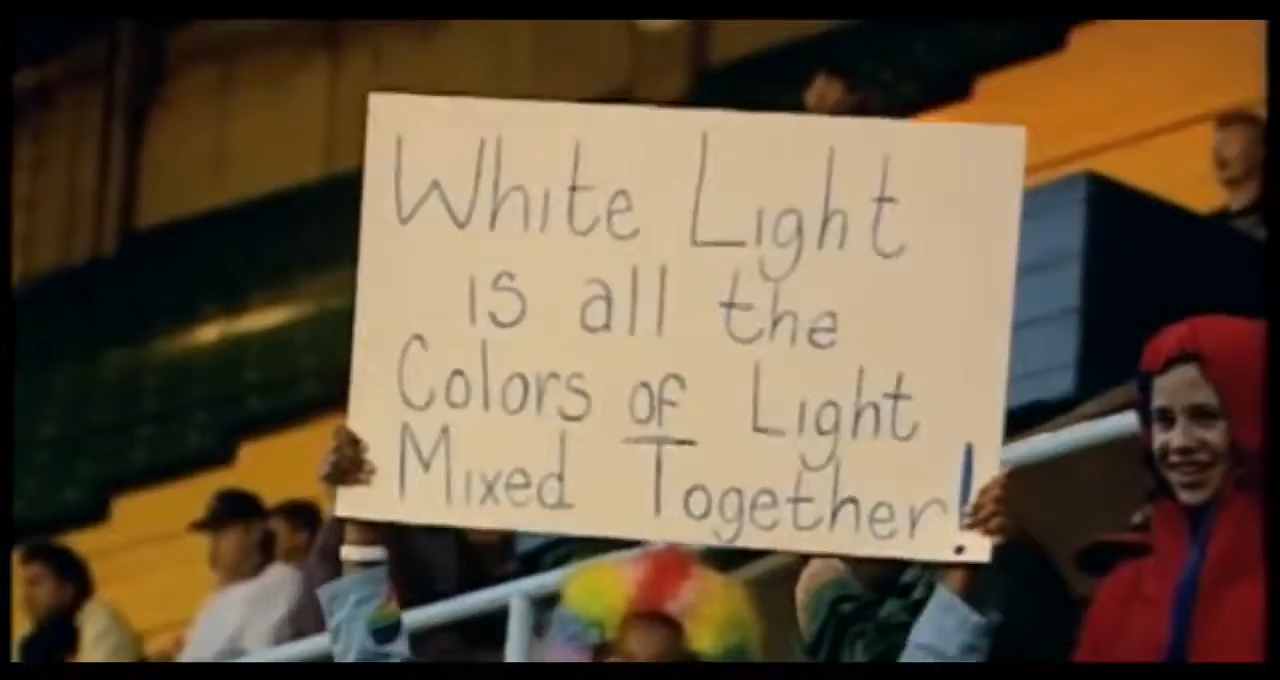 White Light
is all the
Colors of Light
Mixed Together!